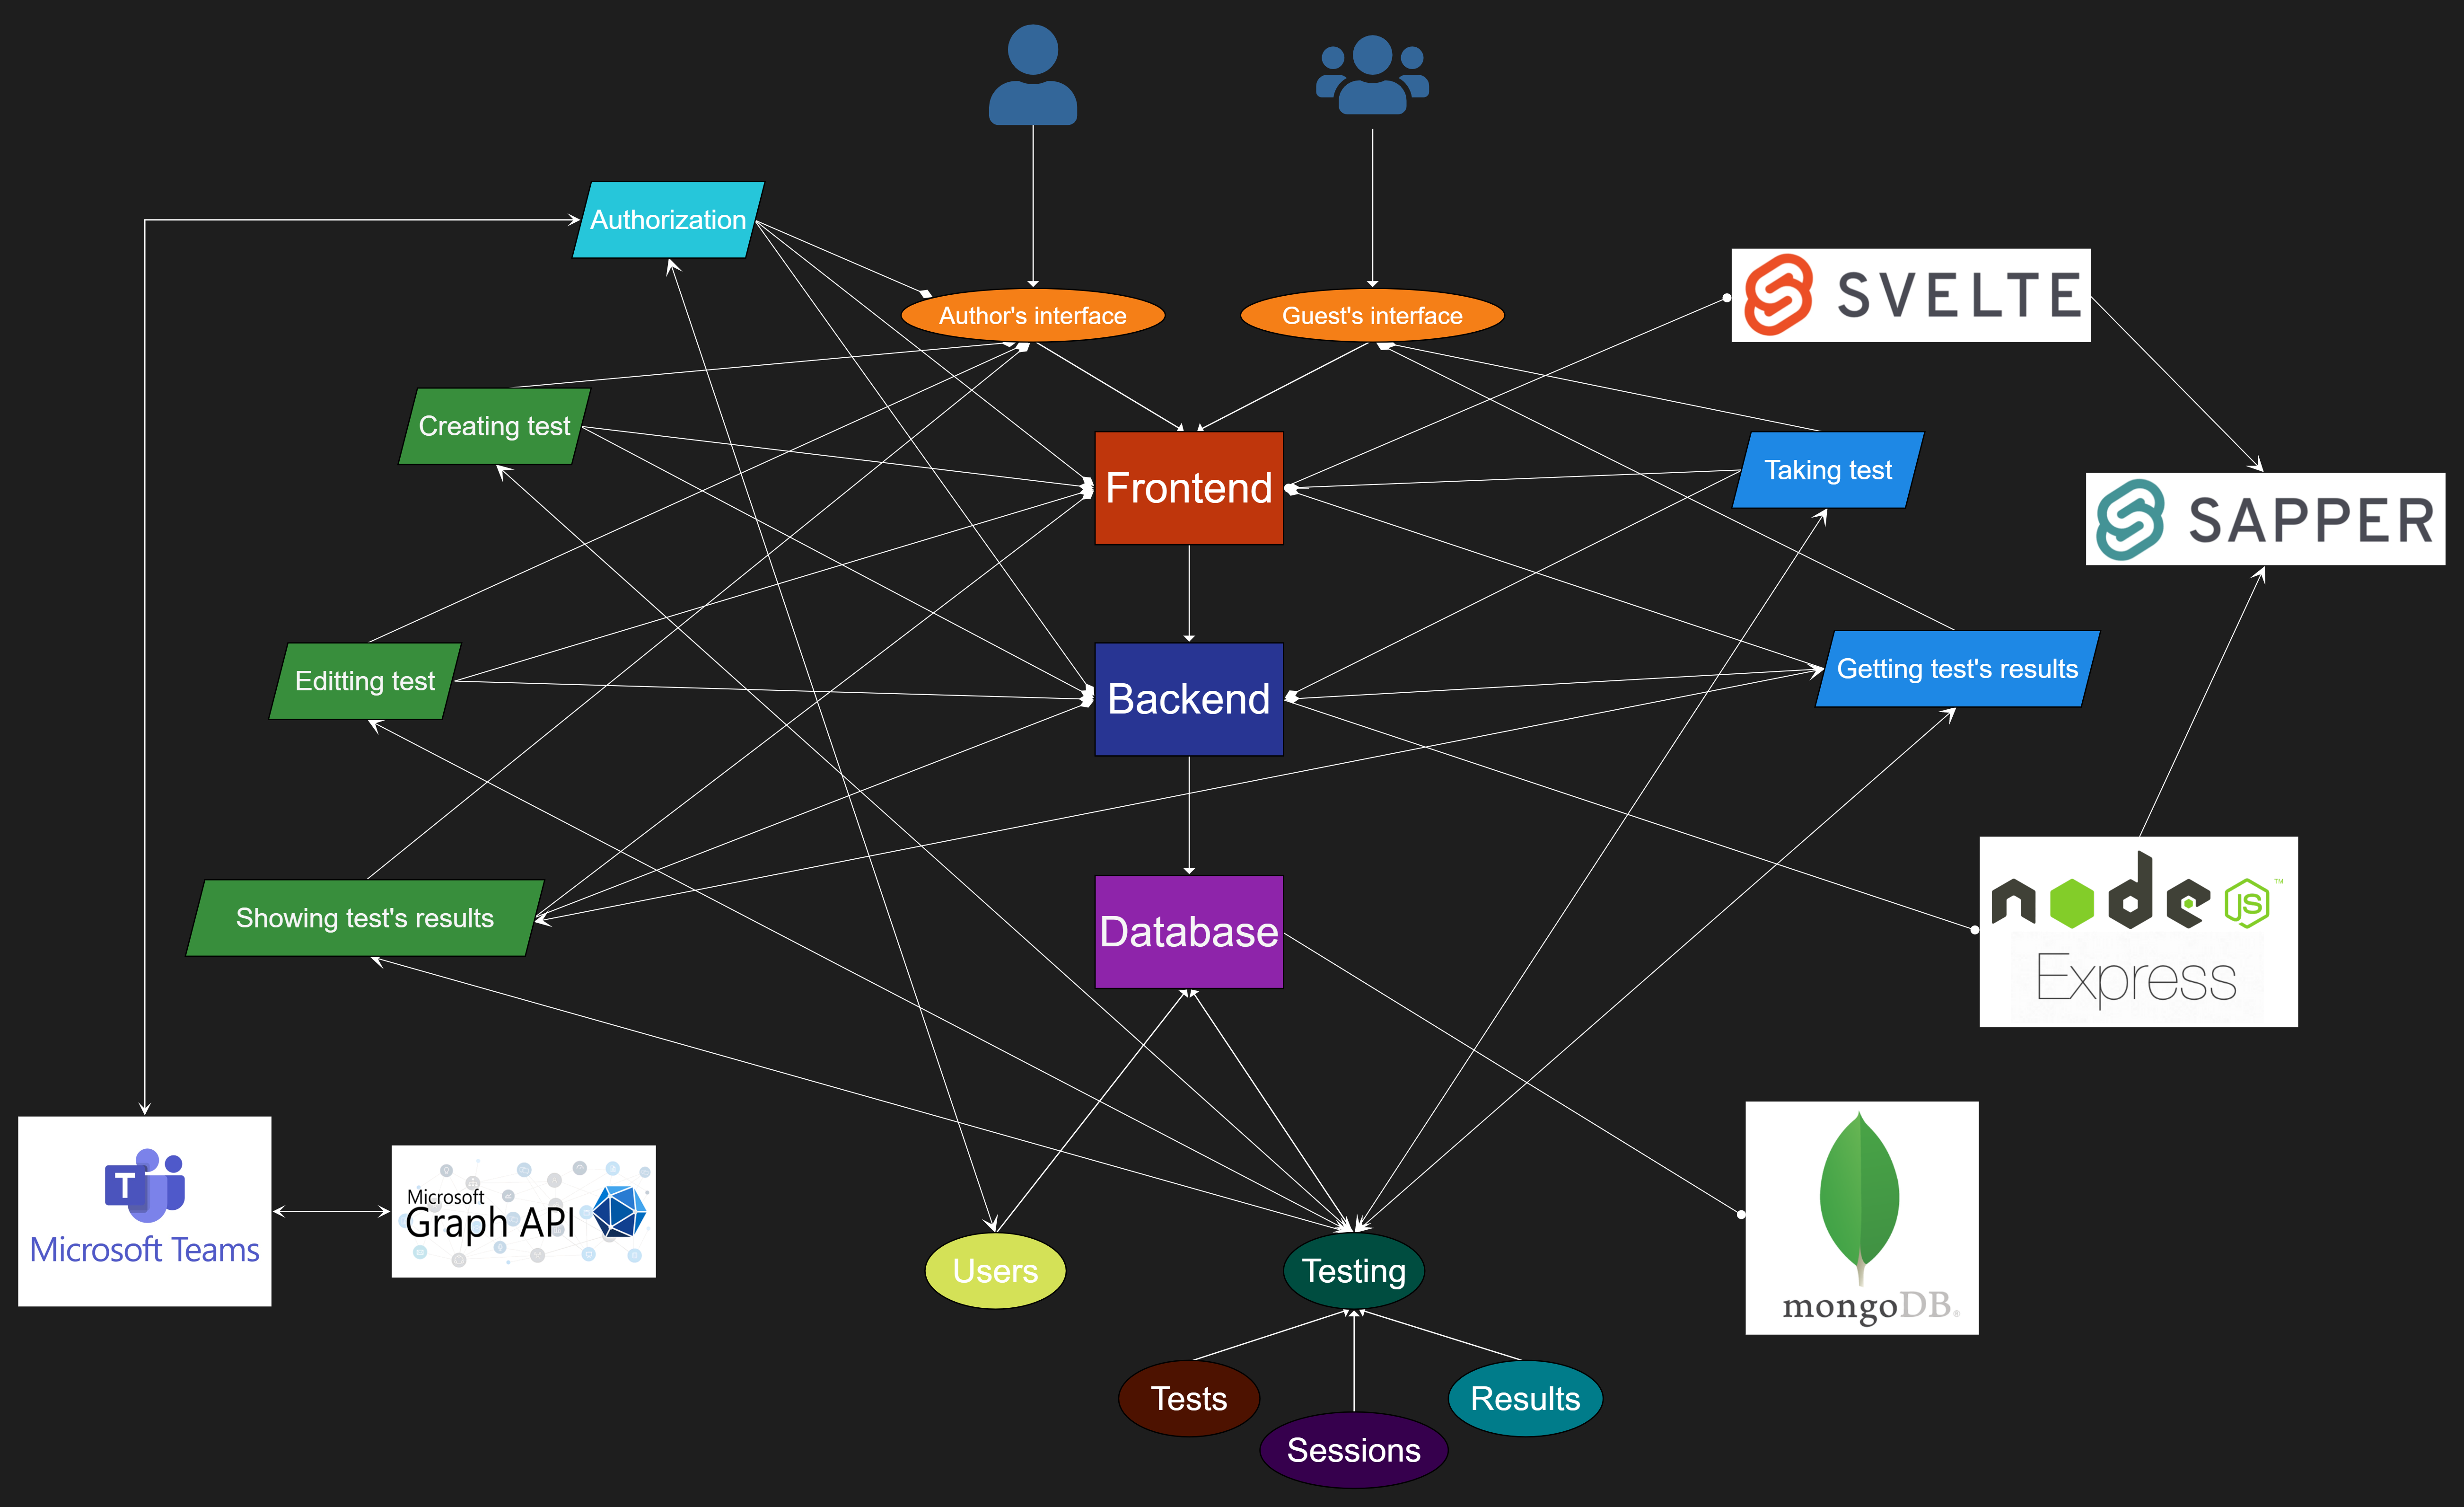 Authorization
Author's interface
Guest's interface
SVELTE
Creating test
Frontend
Taking test
SAPPER
Editting test
Backend
Getting test's results
Showing test's results
Database
node
JS
TM
Express
T
Microsoft Teams
Microsoft
Graph API
Users
Testing
mongoDB
Tests
Results
Sessions